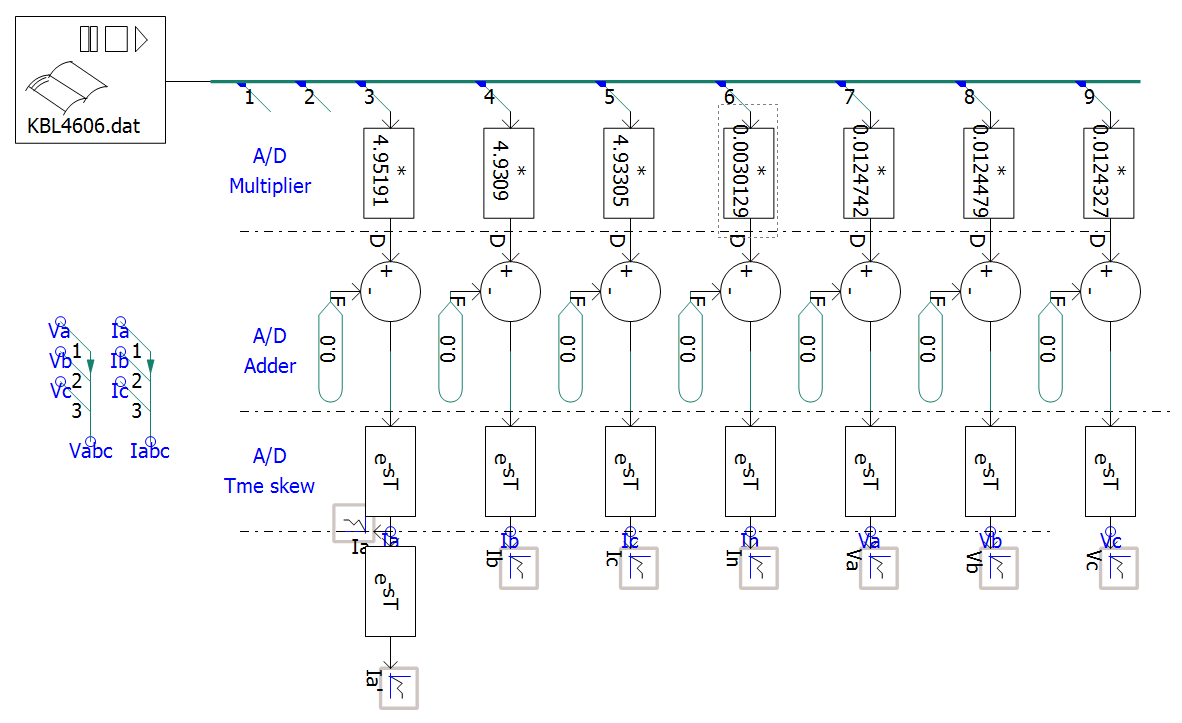 KBL4606.dat
1 2 3 4 5 6 7 8 9
A/D
Multiplier
* 4.95191
* 4.9309
* 4.93305
* 0.0030129
* 0.0124742
* 0.0124479
* 0.0124327
D D D D D D D
+ + + + + + +
- - - - - - -
F F F F F F F
A/D
Adder
0.0 0.0 0.0 0.0 0.0 0.0 0.0
Va Ia
1 1
Vb Ib
2 2
Vc Ic
3 3
Vabc Iabc
A/D
Tme skew
e-sT e-sT e-sT e-sT e-sT e-sT e-sT
Ia Ib Ic In Va Vb Vc
Ia Ib Ic In Va Vb Vc
e-sT
Ia'